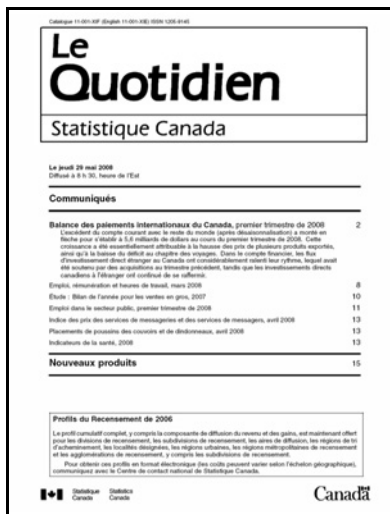 Catalogue 11-001-XIF (English 11-001-XIE) ISSN 1205-9145
Le
Quotidien
Statistique Canada
Le jeudi 29 mai 2008
Diffusé à 8 h 30, heure de l'Est
Communiqués
Balance des paiements internationaux du Canada, premier trimestre de 2008 2
L'excédent du compte courant avec le reste du monde (après désaisonnalisation) a monté en
flèche pour s'établir à 5,6 milliards de dollars au cours du premier trimestre de 2008. Cette
croissance a été essentiellement attribuable à la hausse des prix de plusieurs produits exportés,
ainsi qu'à la baisse du déficit au chapitre des voyages. Dans le compte financier, les flux
d'investissement direct étranger au Canada ont considérablement ralenti leur rythme, lequel avait
été soutenu par des acquisitions au trimestre précédent, tandis que les investissements directs
canadiens à l'étranger ont continué de se raffermir.
Emploi, rémunération et heures de travail, mars 2008 8
Étude : Bilan de l'année pour les ventes en gros, 2007 10
Emploi dans le secteur public, premier trimestre de 2008 11
Indice des prix des services de messageries et des services de messagers, avril 2008 13
Placements de poussins des couvoirs et de dindonneaux, avril 2008 13
Indicateurs de la santé, 2008 13
Nouveaux produits 15
Profils du Recensement de 2006
Le profil cumulatif complet, y compris la composante de diffusion du revenu et des gains, est maintenant offert
pour les divisions de recensement, les subdivisions de recensement, les aires de diffusion, les régions de tri
d'acheminement, les localités désignées, les régions urbaines, les régions métropolitaines de recensement
et les agglomérations de recensement, y compris les subdivisions de recensement.
Pour obtenir ces profils en format électronique (les coûts peuvent varier selon l'échelon géographique),
communiquez avec le Centre de contact national de Statistique Canada.
Statistique Statistics
Canada Canada
Canada